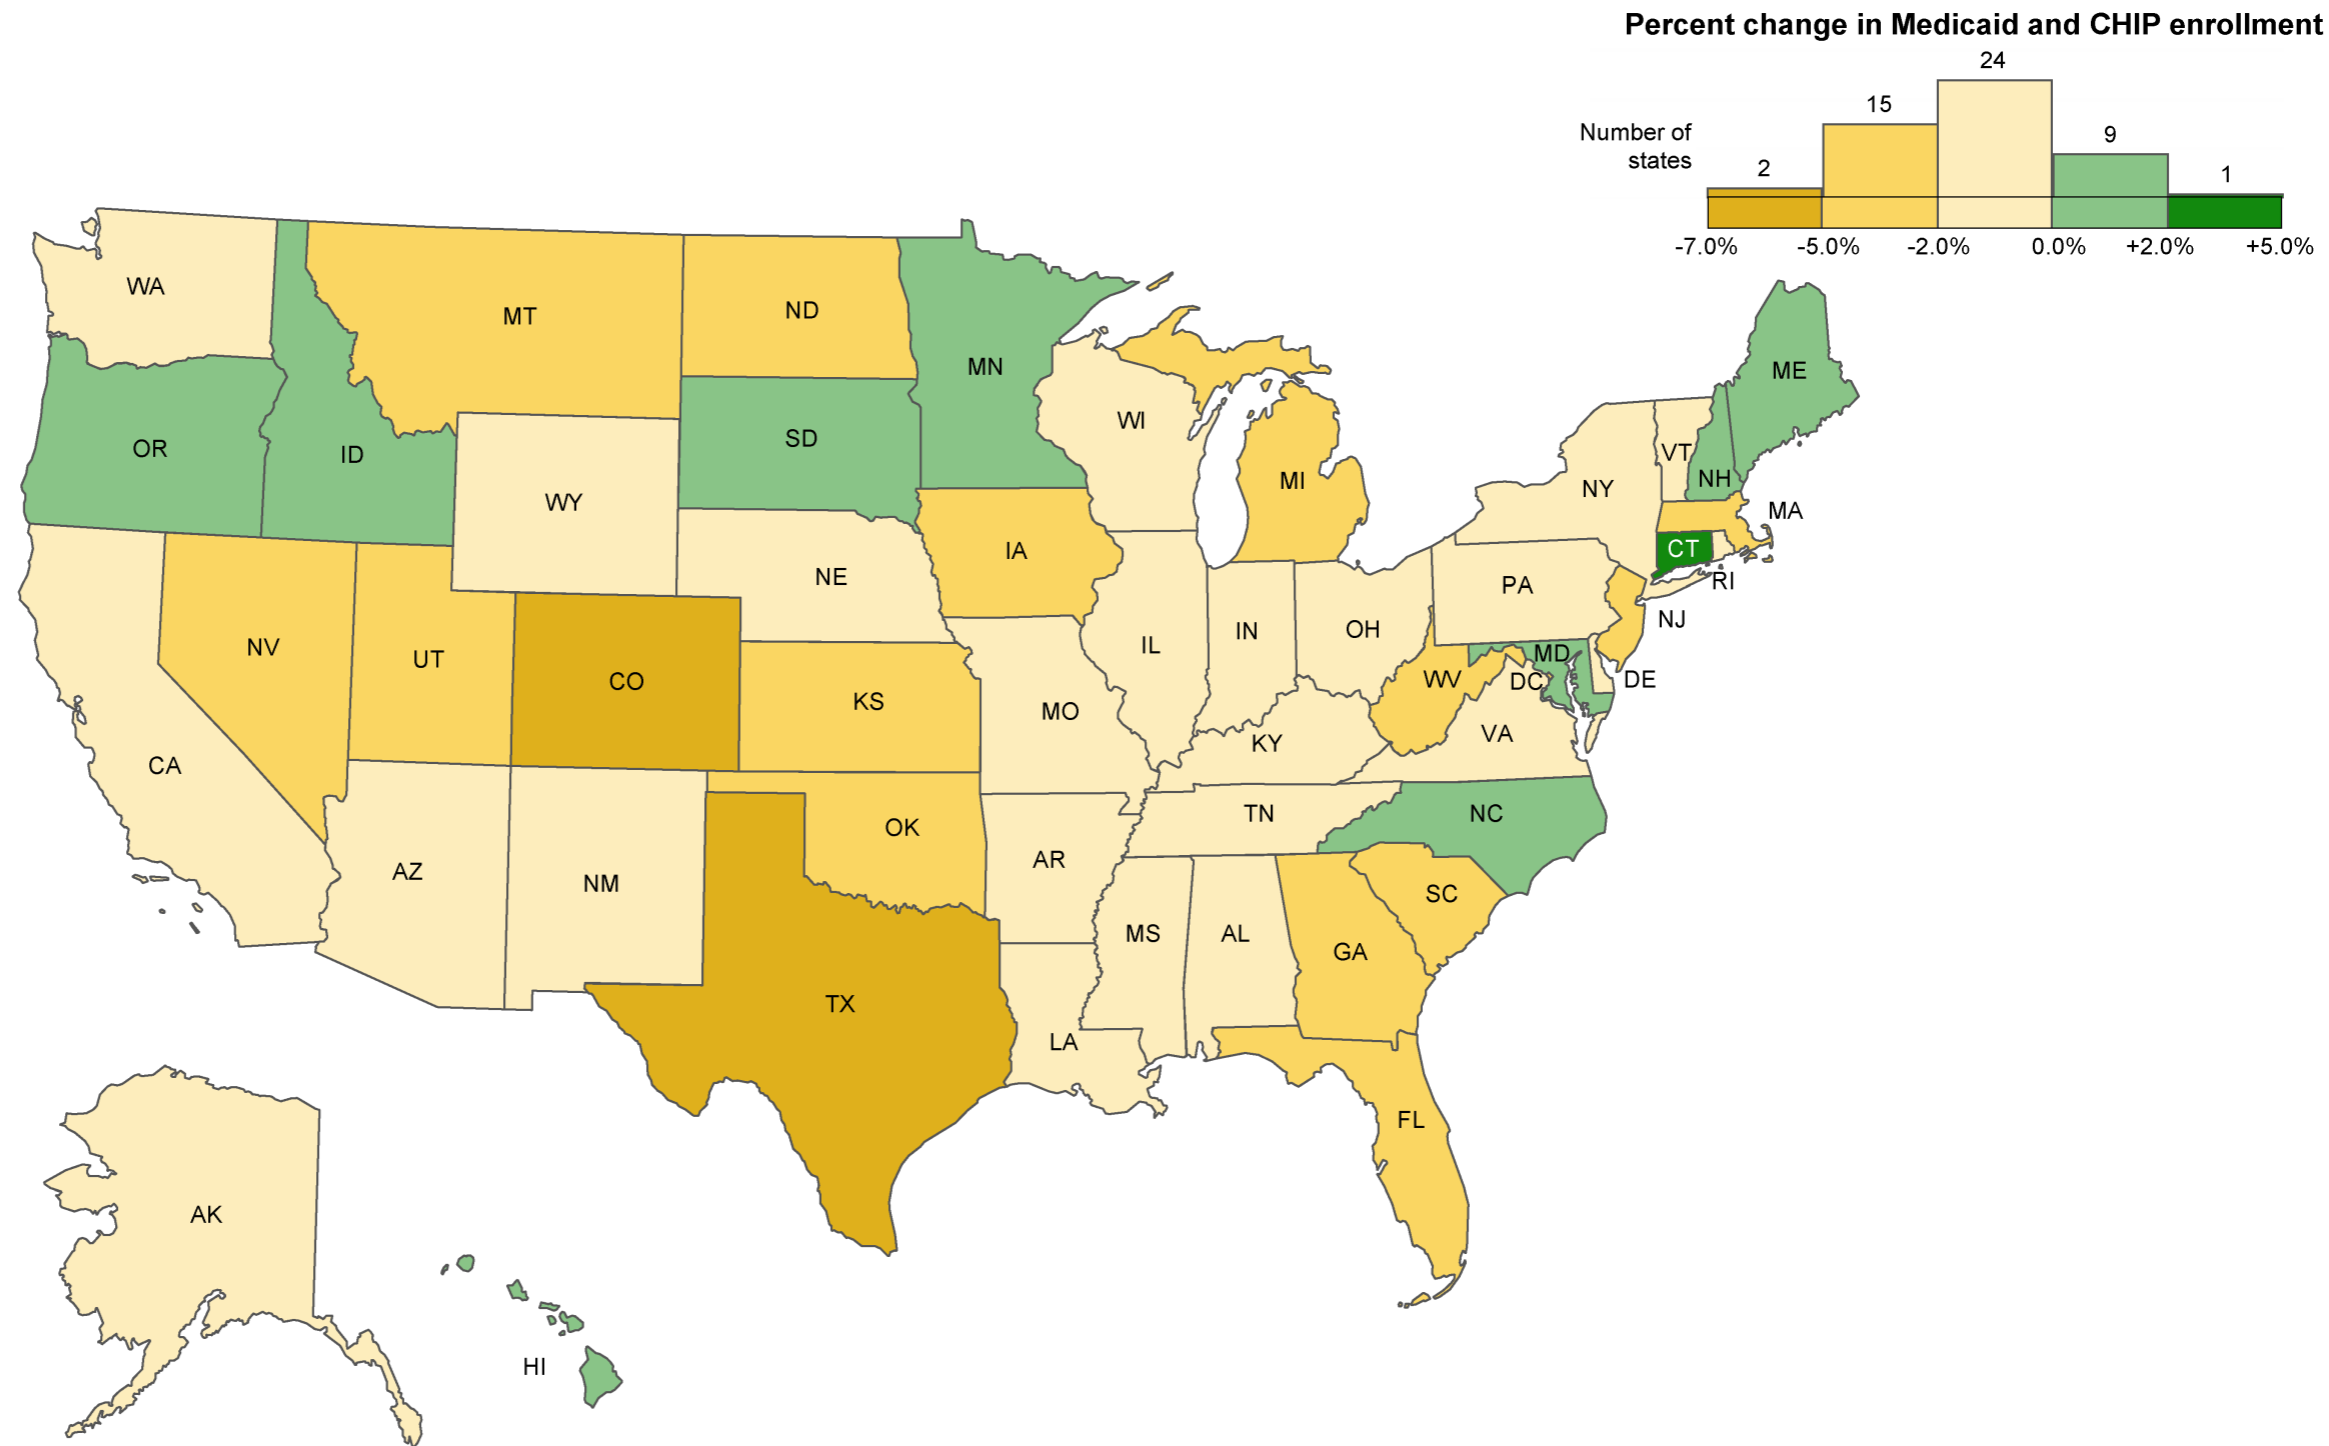 Percent change in Medicaid and CHIP enrollment
24
15
9
2
1
Number of
states
-7.0% -5.0% -2.0% 0.0% +2.0% +5.0%
WA
MT
ND
MN
ME
OR
ID
SD
WI
VT
NH
MI
NY
WY
MA
IA
CT
NE
PA
RI
NJ
NV
UT
IL
IN
OH
CO
KS
MO
WV
MD
DC
DE
CA
KY
VA
OK
TN
NC
AZ
NM
AR
SC
MS
AL
GA
TX
LA
FL
AK
HI